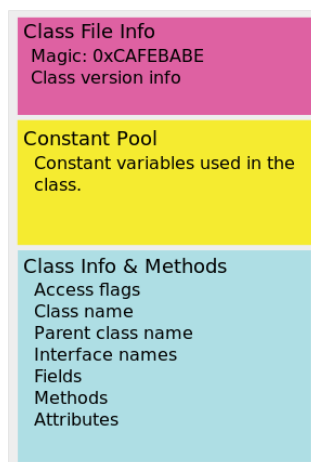 Class File Info
Magic: 0xCAFEBABE
Class version info
Constant Pool
Constant variables used in the
class.
Class Info & Methods
Access flags
Class name
Parent class name
Interface names
Fields
Methods
Attributes